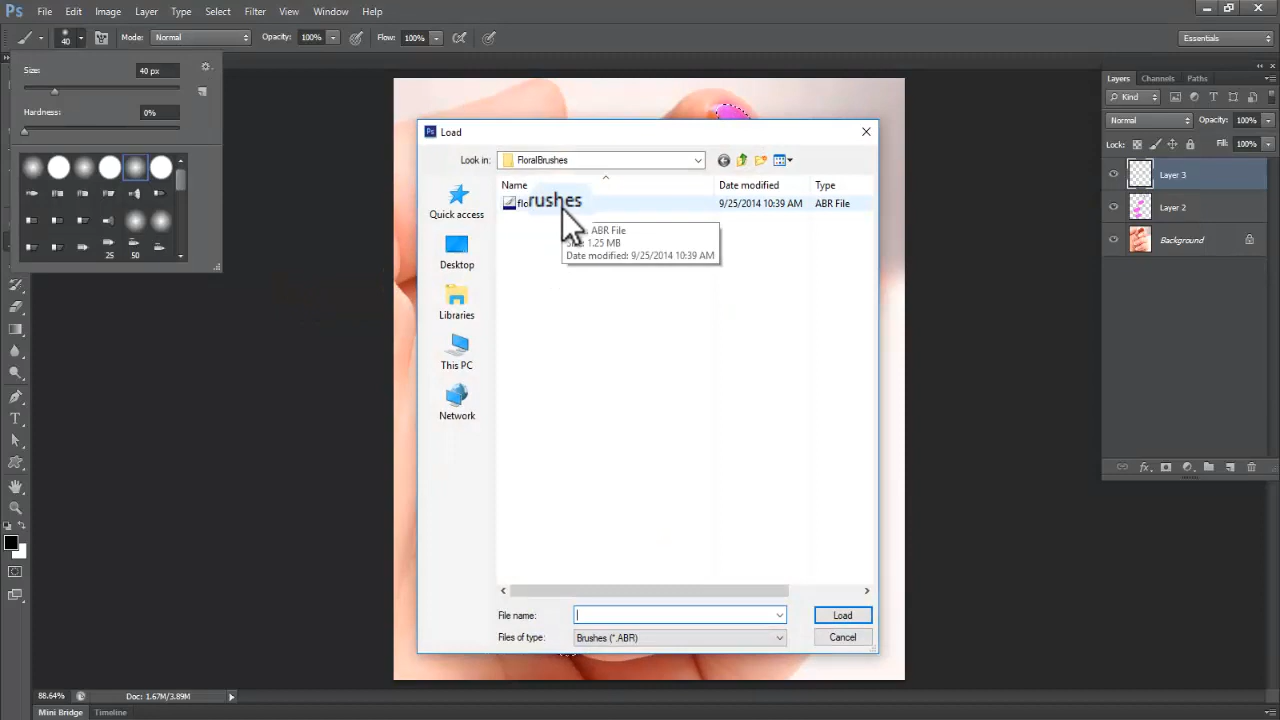 Ps File Edit Image Layer Type Select Filter View Window Help
40 Mode: Normal Opacity: 100% Flow: 100% Essentials
Size: 40 px
Hardness: 0%
25 50
Load
Look in: FloralBrushes
Name Date modified Type
rushes 9/25/2014 10:39 AM ABR File
ABR File
1.25 MB
Date modified: 9/25/2014 10:39 AM
Quick access
Desktop
Libraries
This PC
Network
File name: Load
Files of type: Brushes (*.ABR) Cancel
Layers Channels Paths
Kind
Normal Opacity: 100%
Lock: Fill: 100%
Layer 3
Layer 2
Background
88.64% Doc: 1.67M/3.89M
Mini Bridge Timeline